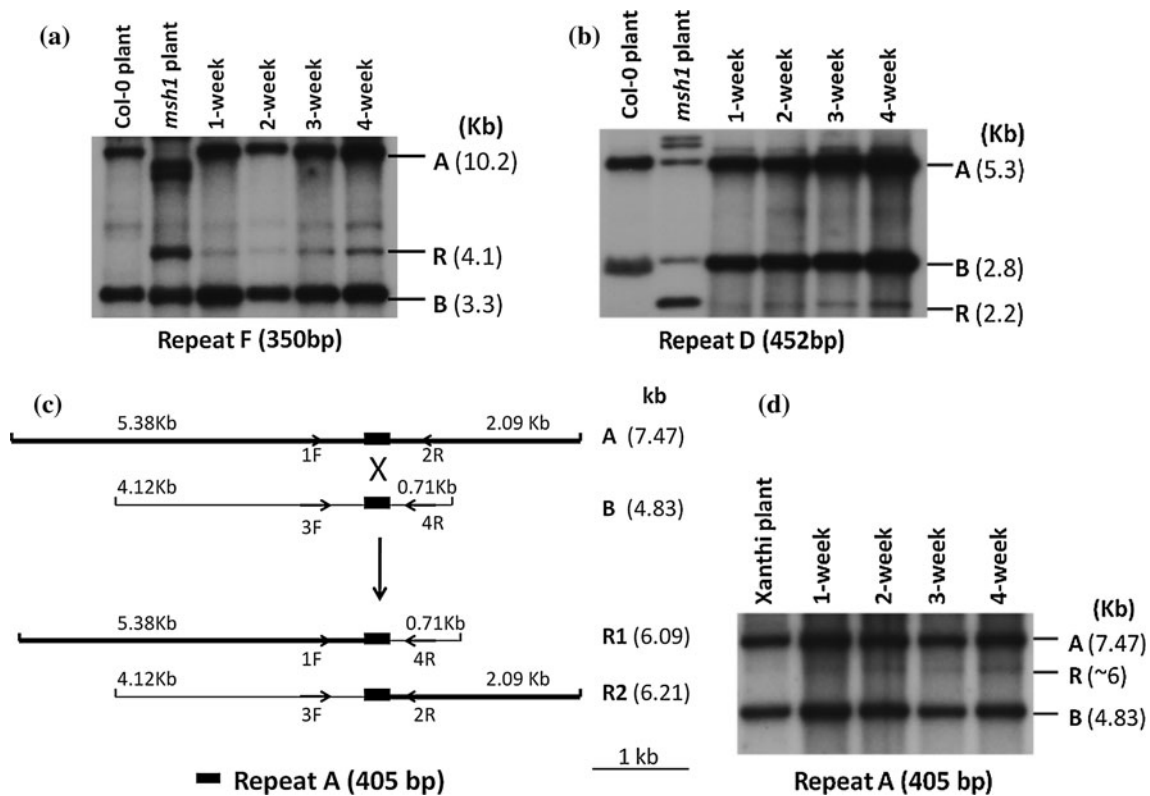 (a)
Col-0 plant
msh1 plant
1-week
2-week
3-week
4-week
(Kb)
A (10.2)
R (4.1)
B (3.3)
Repeat F (350bp)
(b)
Col-0 plant
msh1 plant
1-week
2-week
3-week
4-week
(Kb)
A (5.3)
B (2.8)
R (2.2)
Repeat D (452bp)
(c)
kb
5.38Kb
2.09 Kb
A (7.47)
1F
2R
X
4.12Kb
0.71Kb
B (4.83)
3F
4R
5.38Kb
0.71Kb
R1 (6.09)
1F
4R
4.12Kb
2.09 Kb
R2 (6.21)
3F
2R
1 kb
Repeat A (405 bp)
(d)
Xanthi plant
1-week
2-week
3-week
4-week
(Kb)
A (7.47)
R (~6)
B (4.83)
Repeat A (405 bp)